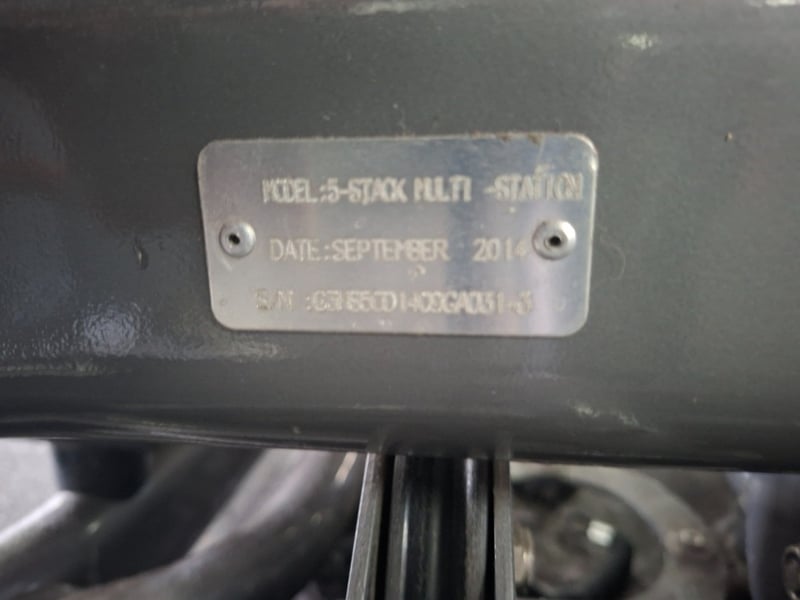 MODEL:5-STACK MULTI -STATION
DATE:SEPTEMBER 2014
S/N :